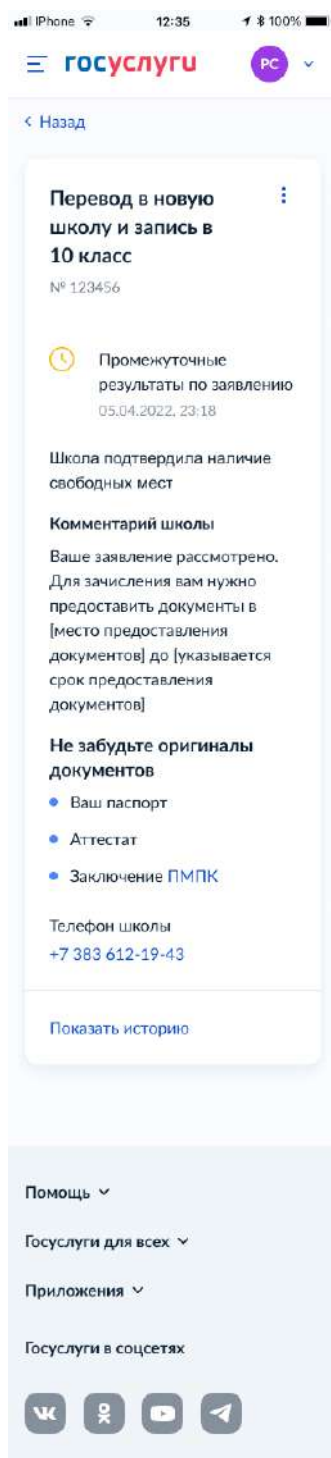 iPhone 12:35 100%
госуслуги РС
Назад
Перевод в новую
школу и запись в
10 класс
№ 123456
Промежуточные
результаты по заявлению
05.04.2022, 23:18
Школа подтвердила наличие
свободных мест
Комментарий школы
Ваше заявление рассмотрено.
Для зачисления вам нужно
предоставить документы в
[место предоставления
документов] до [указывается
срок предоставления
документов]
Не забудьте оригиналы
документов
Ваш паспорт
Аттестат
Заключение ПМПК
Телефон школы
+7 383 612-19-43
Показать историю
Помощь
Госуслуги для всех
Приложения
Госуслуги в соцсетях